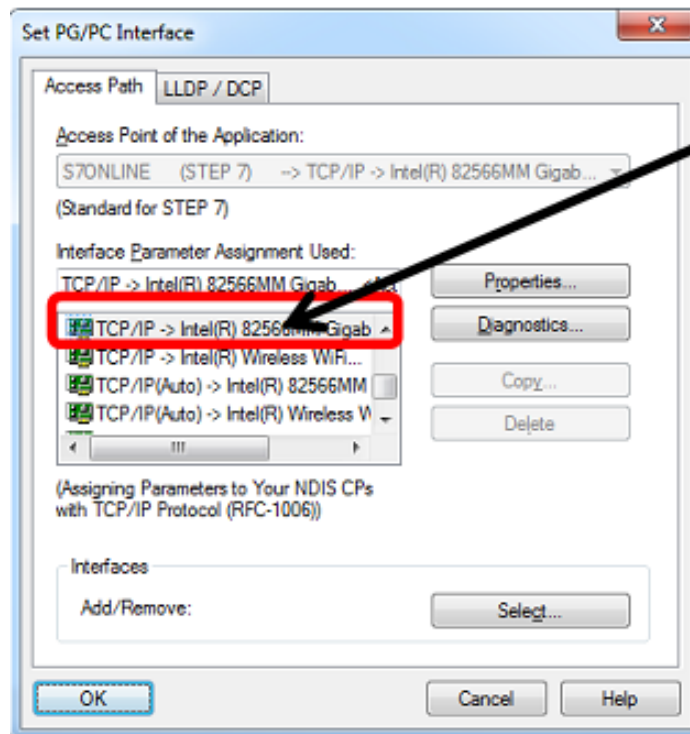 Set PG/PC Interface
Access Path
LLDP / DCP
Access Point of the Application:
S7ONLINE (STEP 7) --> TCP/IP -> Intel(R) 82566MM Gigab...
(Standard for STEP 7)
Interface Parameter Assignment Used:
TCP/IP -> Intel(R) 82566MM Gigab...
Properties...
TCP/IP -> Intel(R) 82566MM Gigab
Diagnostics...
TCP/IP -> Intel(R) Wireless WiFi...
TCP/IP(Auto) -> Intel(R) 82566MM
Copy...
TCP/IP(Auto) -> Intel(R) Wireless W
Delete
(Assigning Parameters to Your NDIS CPs
with TCP/IP Protocol (RFC-1006))
Interfaces
Add/Remove:
Select...
OK
Cancel
Help